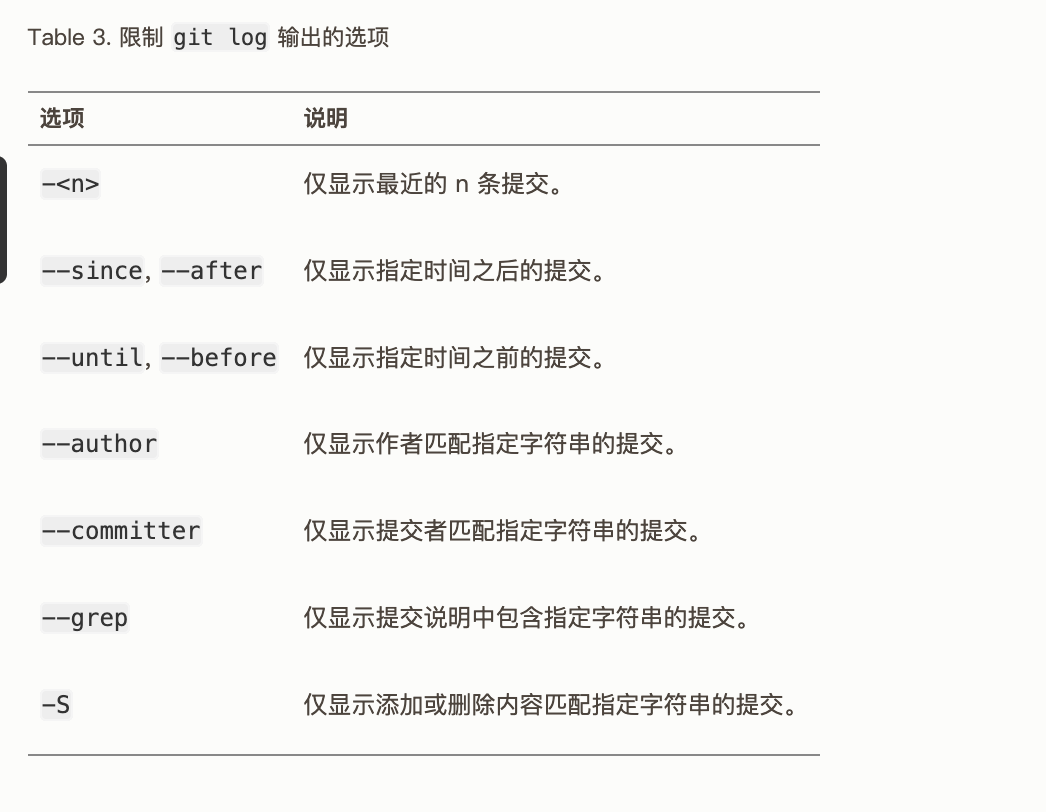 Table 3. 限制 git log 输出的选项
选项 说明
-<n> 仅显示最近的 n 条提交。
--since, --after 仅显示指定时间之后的提交。
--until, --before 仅显示指定时间之前的提交。
--author 仅显示作者匹配指定字符串的提交。
--committer 仅显示提交者匹配指定字符串的提交。
--grep 仅显示提交说明中包含指定字符串的提交。
-S 仅显示添加或删除内容匹配指定字符串的提交。